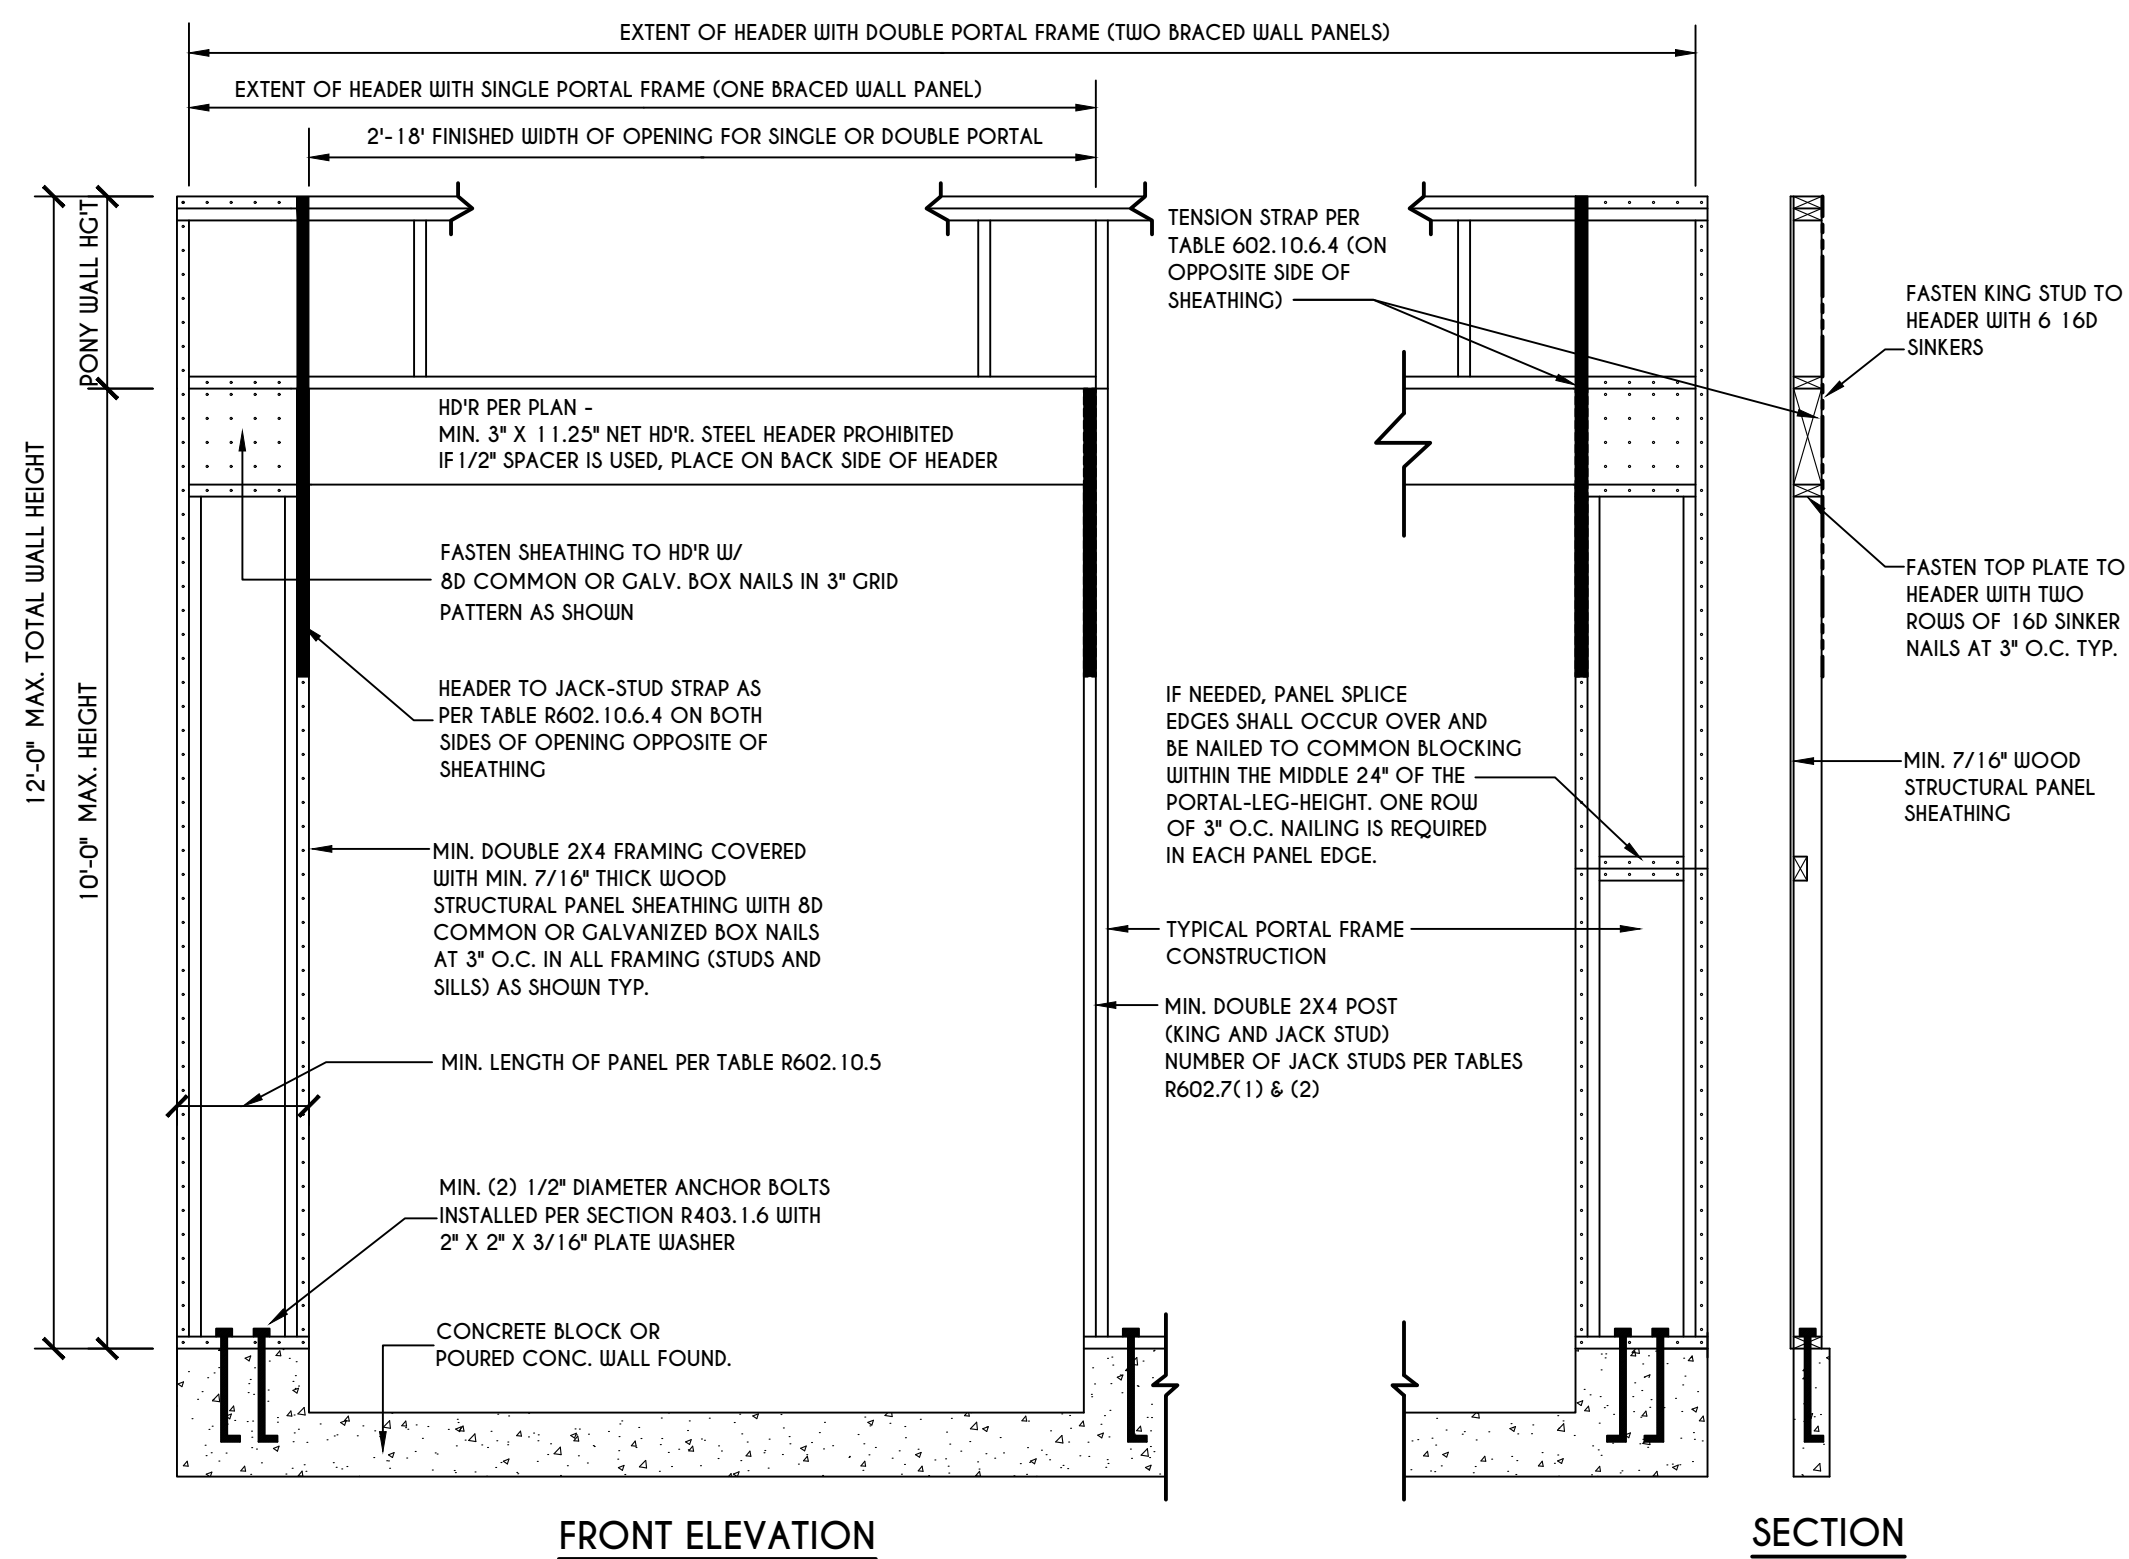 EXTENT OF HEADER WITH DOUBLE PORTAL FRAME (TWO BRACED WALL PANELS)
EXTENT OF HEADER WITH SINGLE PORTAL FRAME (ONE BRACED WALL PANEL)
2'-18' FINISHED WIDTH OF OPENING FOR SINGLE OR DOUBLE PORTAL
12'-0" MAX. TOTAL WALL HEIGHT
PONY WALL HG'T
10'-0" MAX. HEIGHT
HD'R PER PLAN -
MIN. 3" X 11.25" NET HD'R. STEEL HEADER PROHIBITED
IF 1/2" SPACER IS USED, PLACE ON BACK SIDE OF HEADER
FASTEN SHEATHING TO HD'R W/
8D COMMON OR GALV. BOX NAILS IN 3" GRID
PATTERN AS SHOWN
HEADER TO JACK-STUD STRAP AS
PER TABLE R602.10.6.4 ON BOTH
SIDES OF OPENING OPPOSITE OF
SHEATHING
MIN. DOUBLE 2X4 FRAMING COVERED
WITH MIN. 7/16" THICK WOOD
STRUCTURAL PANEL SHEATHING WITH 8D
COMMON OR GALVANIZED BOX NAILS
AT 3" O.C. IN ALL FRAMING (STUDS AND
SILLS) AS SHOWN TYP.
MIN. LENGTH OF PANEL PER TABLE R602.10.5
MIN. (2) 1/2" DIAMETER ANCHOR BOLTS
INSTALLED PER SECTION R403.1.6 WITH
2" X 2" X 3/16" PLATE WASHER
CONCRETE BLOCK OR
POURED CONC. WALL FOUND.
TENSION STRAP PER
TABLE 602.10.6.4 (ON
OPPOSITE SIDE OF
SHEATHING)
IF NEEDED, PANEL SPLICE
EDGES SHALL OCCUR OVER AND
BE NAILED TO COMMON BLOCKING
WITHIN THE MIDDLE 24" OF THE
PORTAL-LEG-HEIGHT. ONE ROW
OF 3" O.C. NAILING IS REQUIRED
IN EACH PANEL EDGE.
TYPICAL PORTAL FRAME
CONSTRUCTION
MIN. DOUBLE 2X4 POST
(KING AND JACK STUD)
NUMBER OF JACK STUDS PER TABLES
R602.7(1) & (2)
FASTEN KING STUD TO
HEADER WITH 6 16D
SINKERS
FASTEN TOP PLATE TO
HEADER WITH TWO
ROWS OF 16D SINKER
NAILS AT 3" O.C. TYP.
MIN. 7/16" WOOD
STRUCTURAL PANEL
SHEATHING
FRONT ELEVATION
SECTION